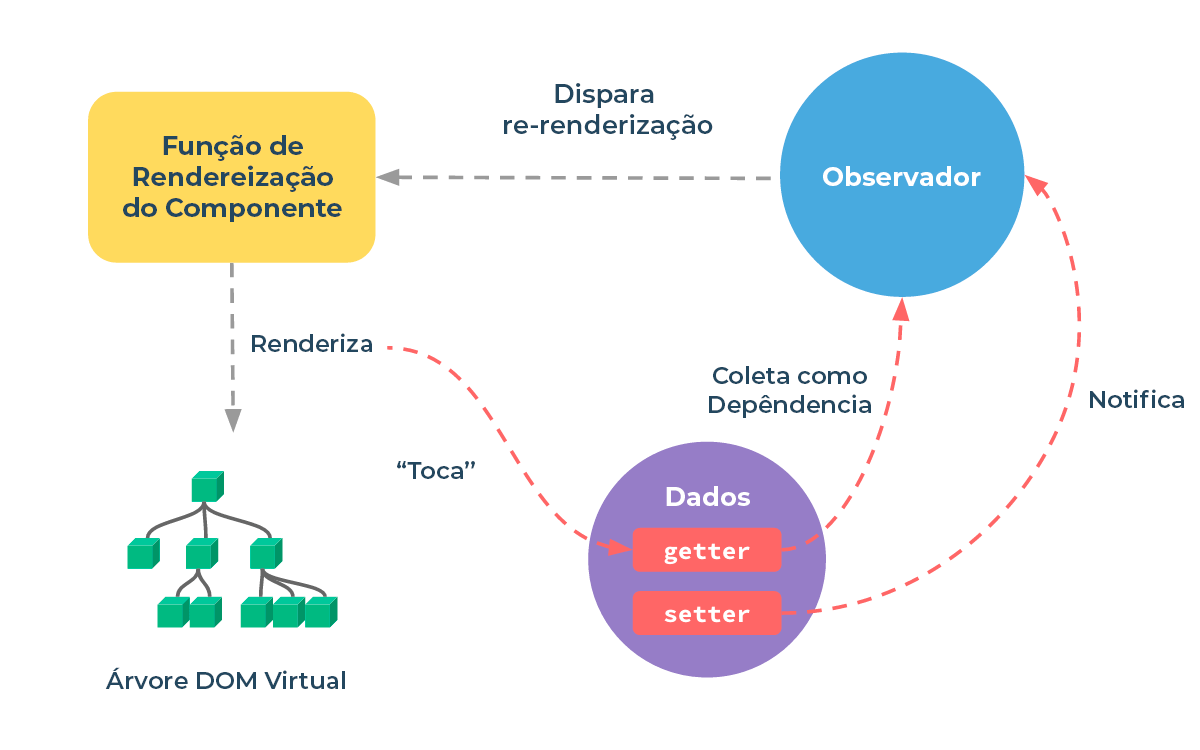 Dispara
re-renderização
Função de
Rendereização
do Componente
Observador
Renderiza
Coleta como
Depêndencia
Notifica
“Toca”
Dados
getter
setter
Árvore DOM Virtual